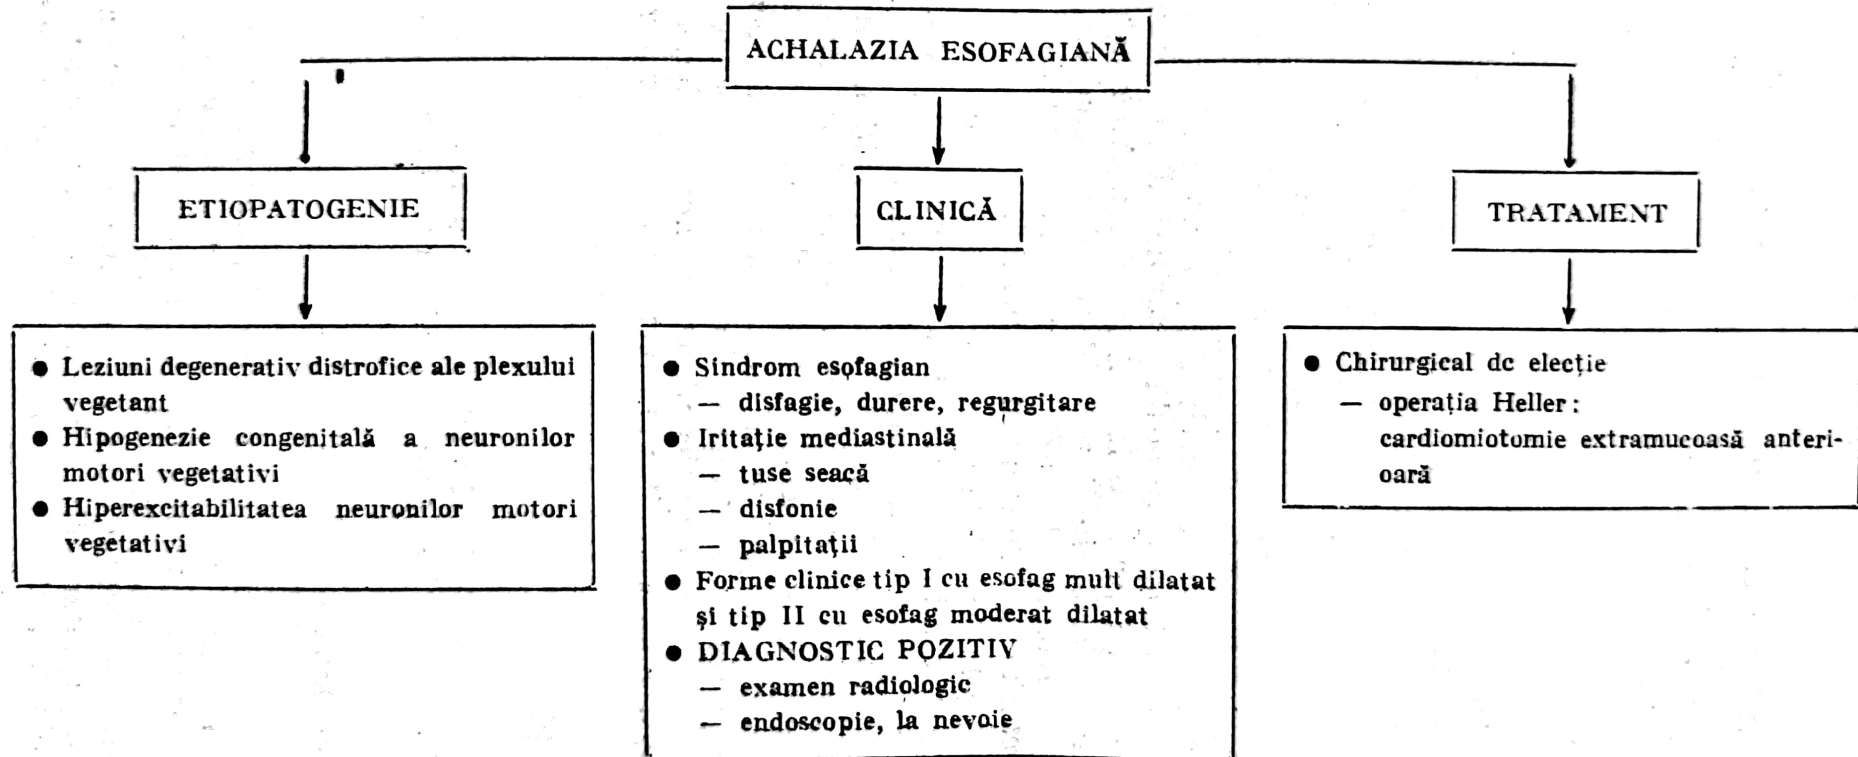 ACHALAZIA ESOFAGIANĂ
ETIOPATOGENIE
● Leziuni degenerativ distrofice ale plexului
vegetant
● Hipogenezie congenitală a neuronilor
motori vegetativi
● Hiperexcitabilitatea neuronilor motori
vegetativi
CLINICĂ
● Sindrom esofagian
— disfagie, durere, regurgitare
● Iritație mediastinală
— tuse seacă
— disfonie
— palpitații
● Forme clinice tip I cu esofag mult dilatat
și tip II cu esofag moderat dilatat
● DIAGNOSTIC POZITIV
— examen radiologic
— endoscopie, la nevoie
TRATAMENT
● Chirurgical de elecție
— operația Heller:
cardiomiotomie extramucoasă anteri-
oară